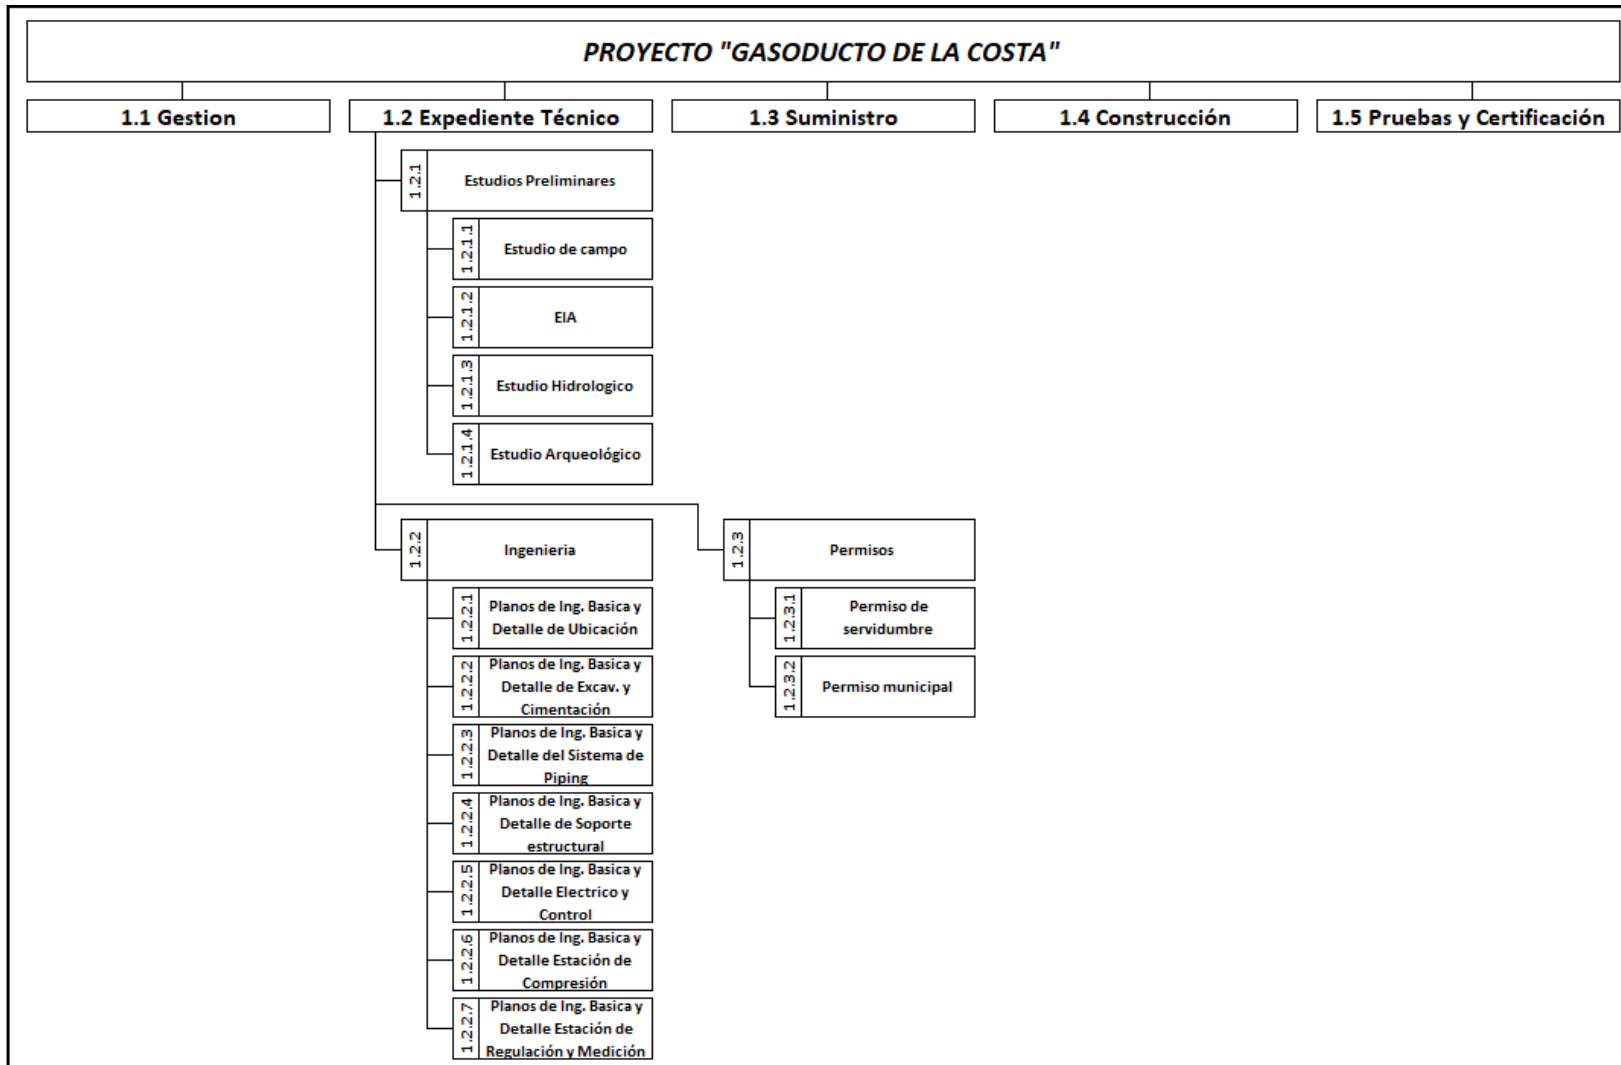 PROYECTO "GASODUCTO DE LA COSTA"
1.1 Gestion
1.2 Expediente Técnico
1.3 Suministro
1.4 Construcción
1.5 Pruebas y Certificación
1.2.1
Estudios Preliminares
1.2.1.1
Estudio de campo
1.2.1.2
EIA
1.2.1.3
Estudio Hidrologico
1.2.1.4
Estudio Arqueológico
1.2.2
Ingenieria
1.2.2.1
Planos de Ing. Basica y
Detalle de Ubicación
1.2.2.2
Planos de Ing. Basica y
Detalle de Excav. y
Cimentación
1.2.2.3
Planos de Ing. Basica y
Detalle del Sistema de
Piping
1.2.2.4
Planos de Ing. Basica y
Detalle de Soporte
estructural
1.2.2.5
Planos de Ing. Basica y
Detalle Electrico y
Control
1.2.2.6
Planos de Ing. Basica y
Detalle Estación de
Compresión
1.2.2.7
Planos de Ing. Basica y
Detalle Estación de
Regulación y Medición
1.2.3
Permisos
1.2.3.1
Permiso de
servidumbre
1.2.3.2
Permiso municipal